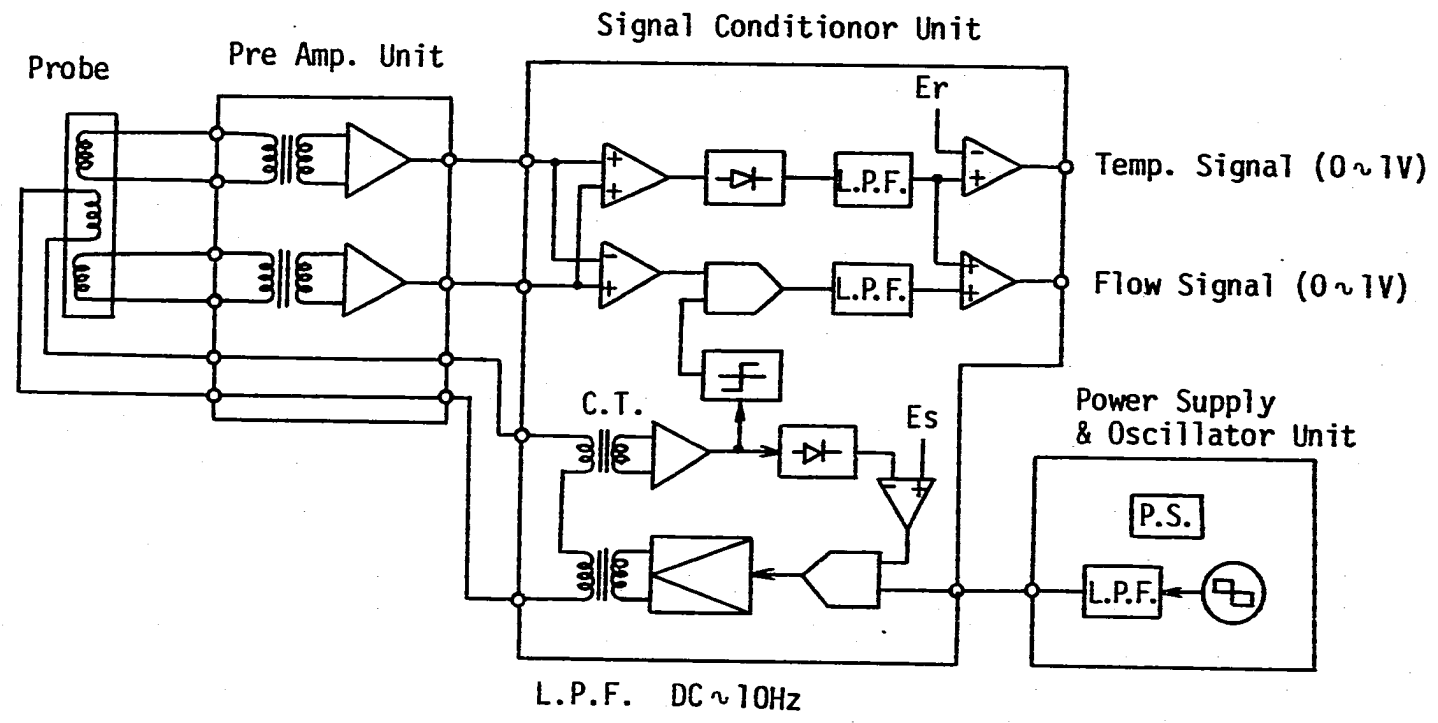 Signal Conditionor Unit
Pre Amp. Unit
Probe
Er
-
+
Temp. Signal (0 ~ 1V)
+
+
L.P.F.
-
+
L.P.F.
+
+
Flow Signal (0 ~ 1V)
C.T.
Es
-
+
Power Supply
& Oscillator Unit
P.S.
L.P.F.
L.P.F. DC ~ 10Hz